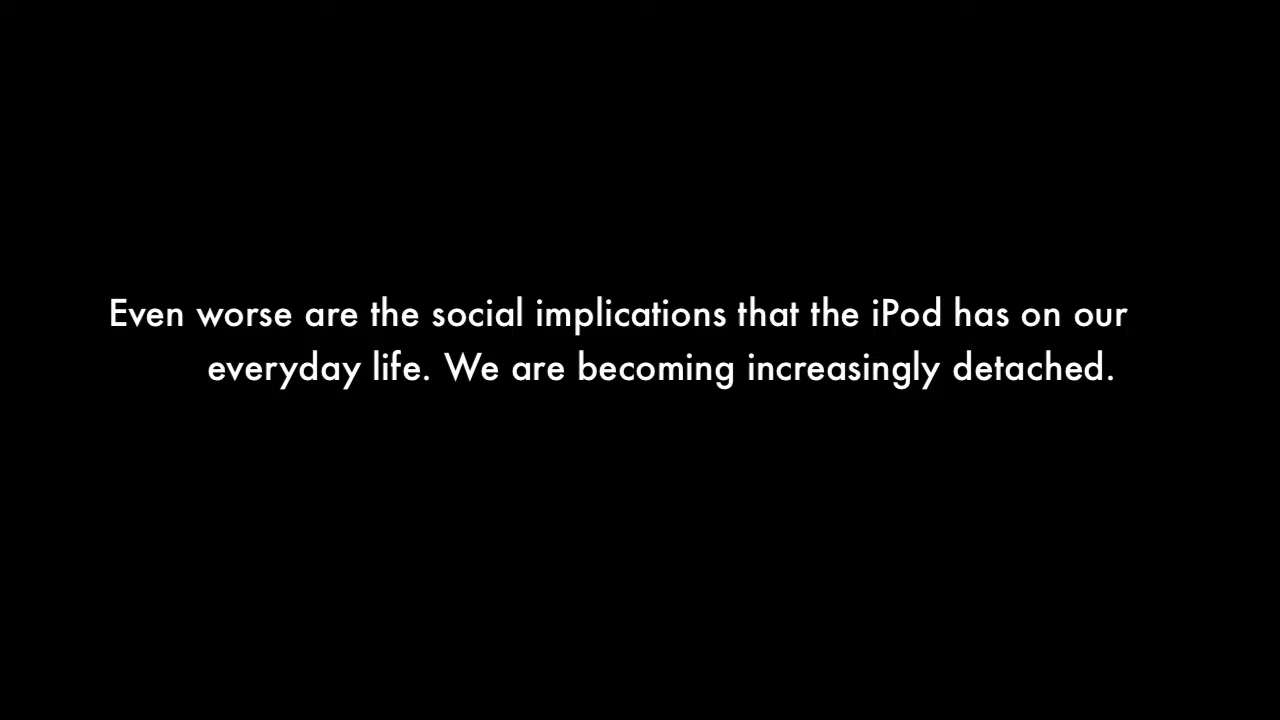 Even worse are the social implications that the iPod has on our
everyday life. We are becoming increasingly detached.